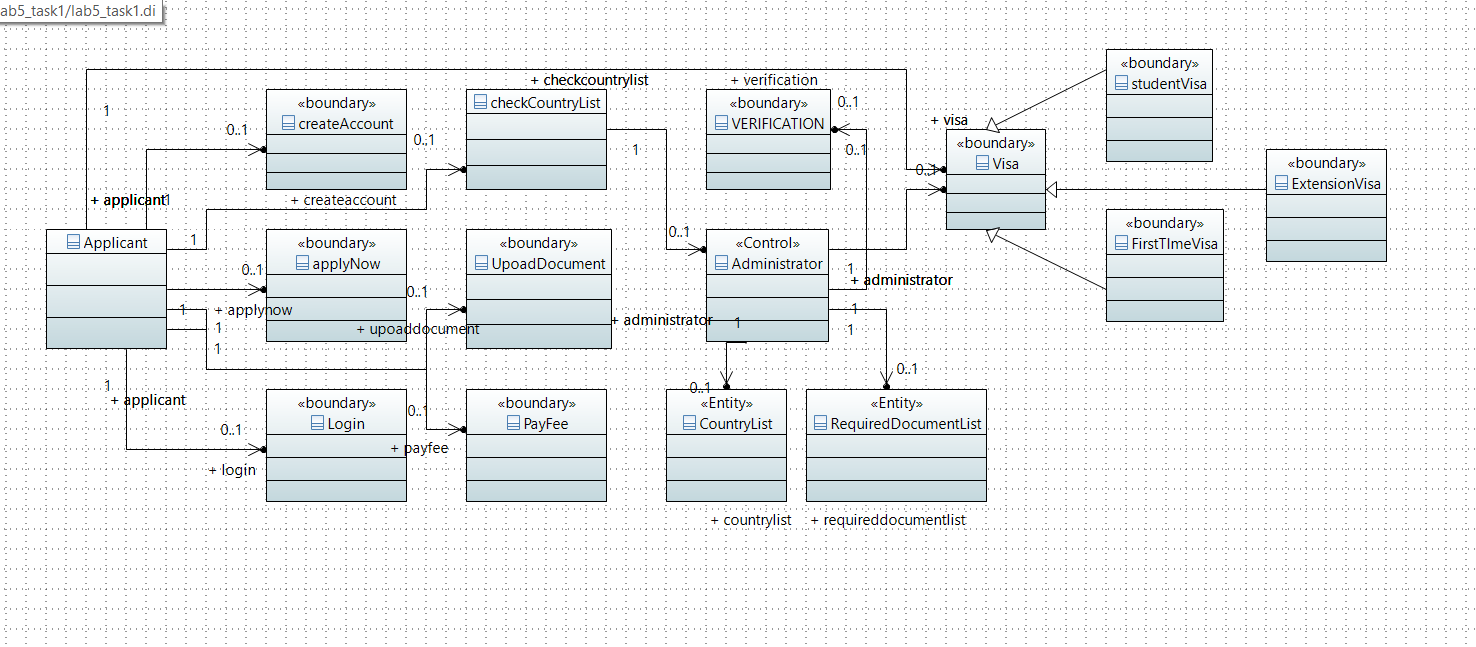 ab5_task1/lab5_task1.di
«boundary»
studentVisa
+ checkcountrylist
+ verification
1
«boundary»
createAccount
checkCountryList
«boundary»
VERIFICATION
0..1
0..1
0..1
1
0..1
+ visa
«boundary»
Visa
0..1
«boundary»
ExtensionVisa
+ applicant
1
+ createaccount
1
Applicant
«boundary»
applyNow
«boundary»
UpoadDocument
0..1
«Control»
Administrator
«boundary»
FirstTImeVisa
0..1
1
+ administrator
0..1
1
+ applynow
1
+ upoaddocument
+ administrator
1
1
1
1
0..1
0..1
1
+ applicant
«boundary»
Login
0..1
«boundary»
PayFee
«Entity»
CountryList
«Entity»
RequiredDocumentList
0..1
+ login
+ payfee
+ countrylist
+ requireddocumentlist